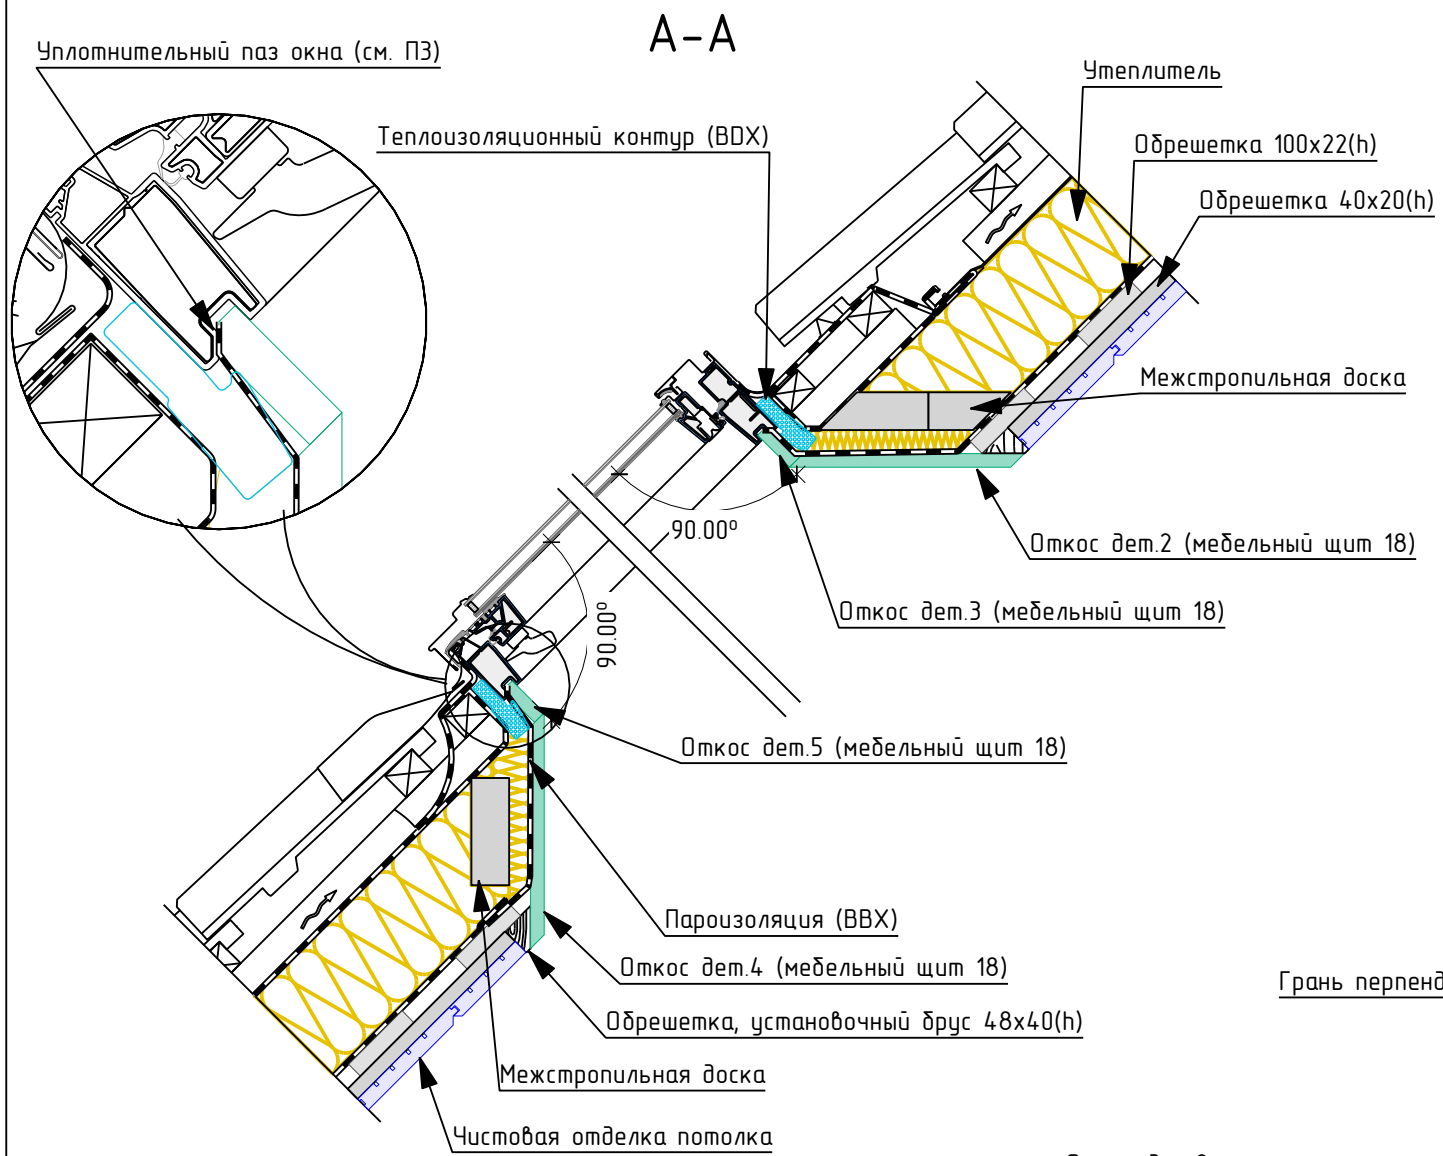 А-А
Уплотнительный паз окна (см. ПЗ)
Утеплитель
Теплоизоляционный контур (BDX)
Обрешетка 100х22(h)
Обрешетка 40х20(h)
Межстропильная доска
90.00°
Откос дет.2 (мебельный щит 18)
Откос дет.3 (мебельный щит 18)
90.00°
Откос дет.5 (мебельный щит 18)
Пароизоляция (BBX)
Откос дет.4 (мебельный щит 18)
Грань перпенд
Обрешетка, установочный брус 48х40(h)
Межстропильная доска
Чистовая отделка потолка